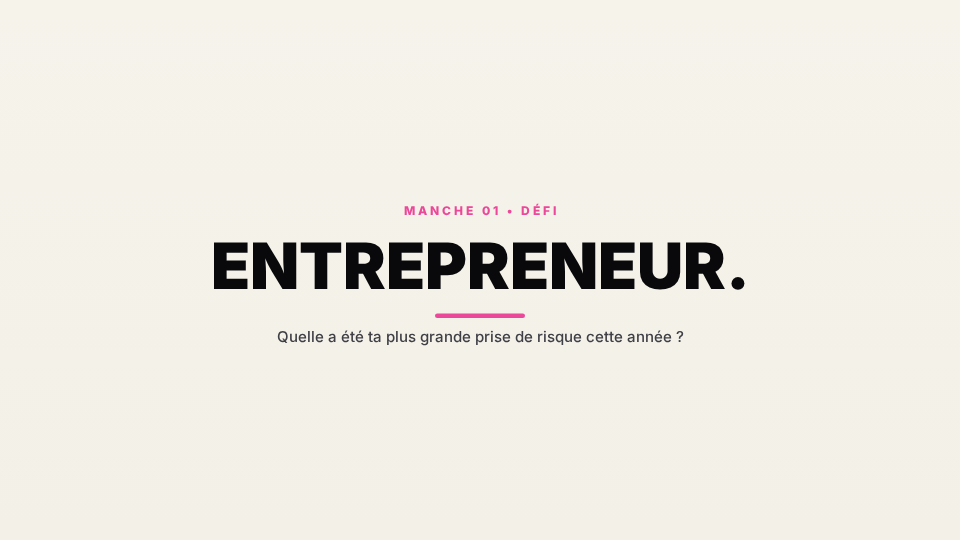 MANCHE 01 • DÉFI
ENTREPRENEUR.
Quelle a été ta plus grande prise de risque cette année ?